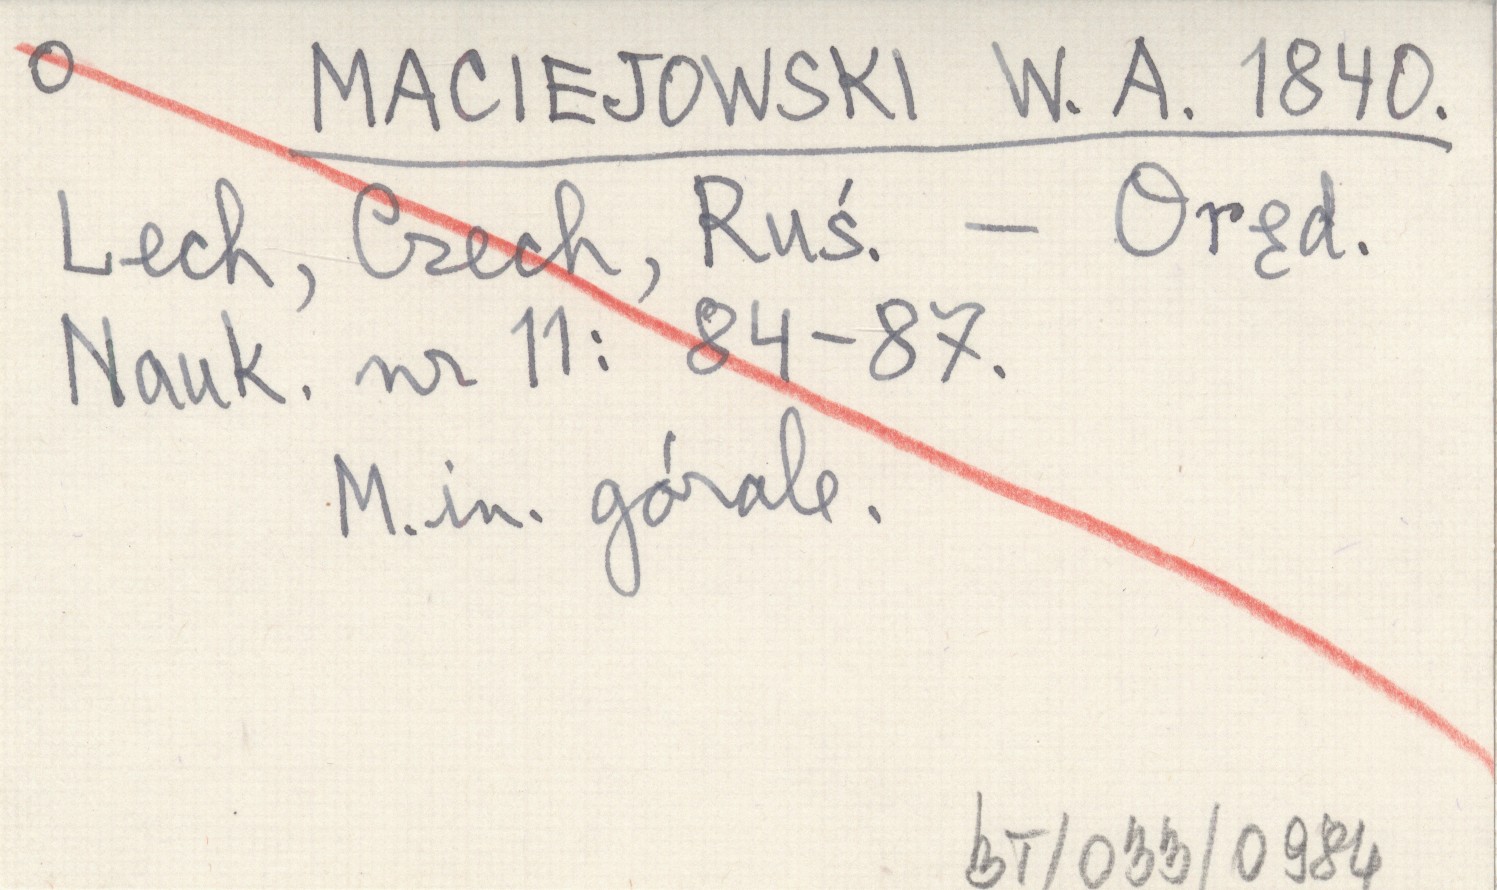 O MACIEJOWSKI W. A. 1840.
Lech, Czech, Ruś. — Oręd.
Nauk. nr 11: 84-87.
M.in. górale.
BT/033/0984